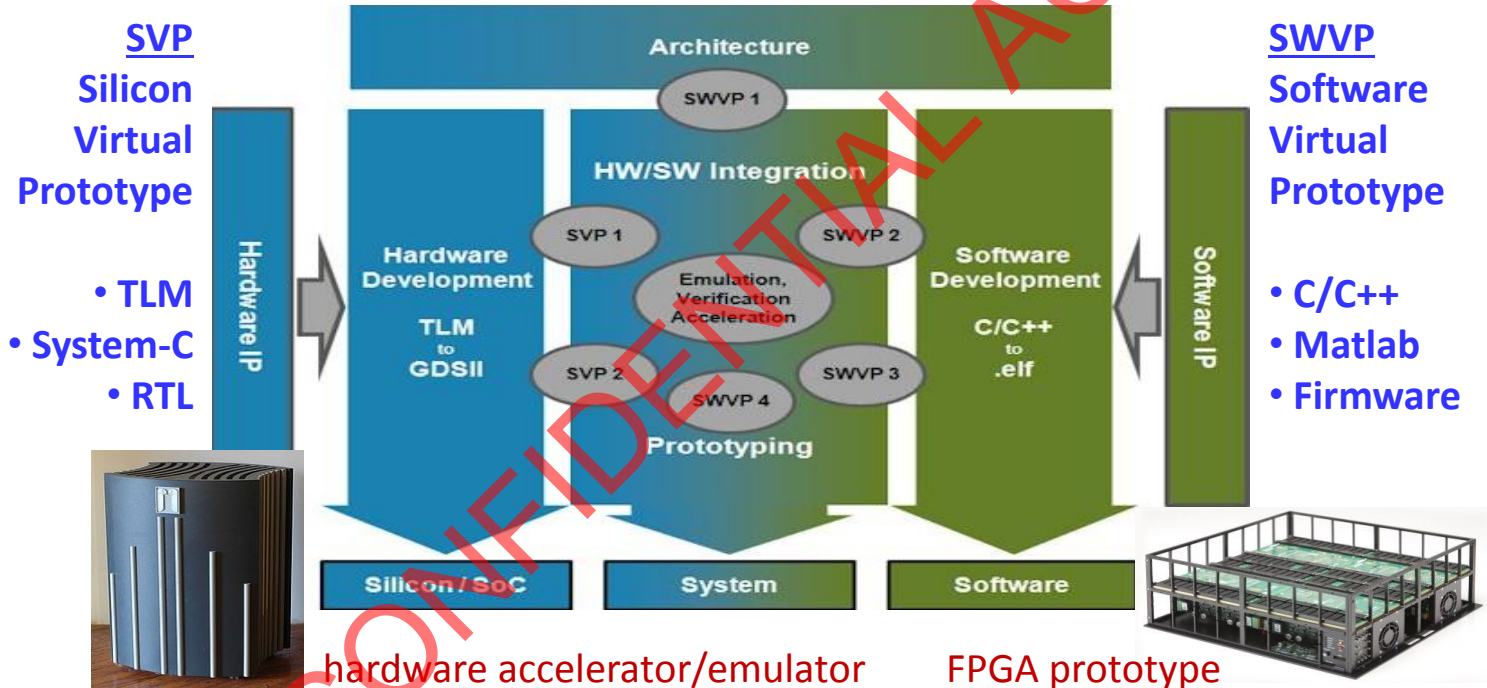 SVP
Silicon
Virtual
Prototype
• TLM
• System-C
• RTL
Hardware IP
Architecture
SWVP 1
HW/SW Integration
SVP 1
SWVP 2
Hardware
Development
TLM
to
GDSII
Emulation,
Verification
Acceleration
Software
Development
C/C++
to
.elf
SVP 2
SWVP 3
SWVP 4
Prototyping
Silicon / SoC
System
Software
Software IP
SWVP
Software
Virtual
Prototype
• C/C++
• Matlab
• Firmware
hardware accelerator/emulator
FPGA prototype
CONFIDENTIAL